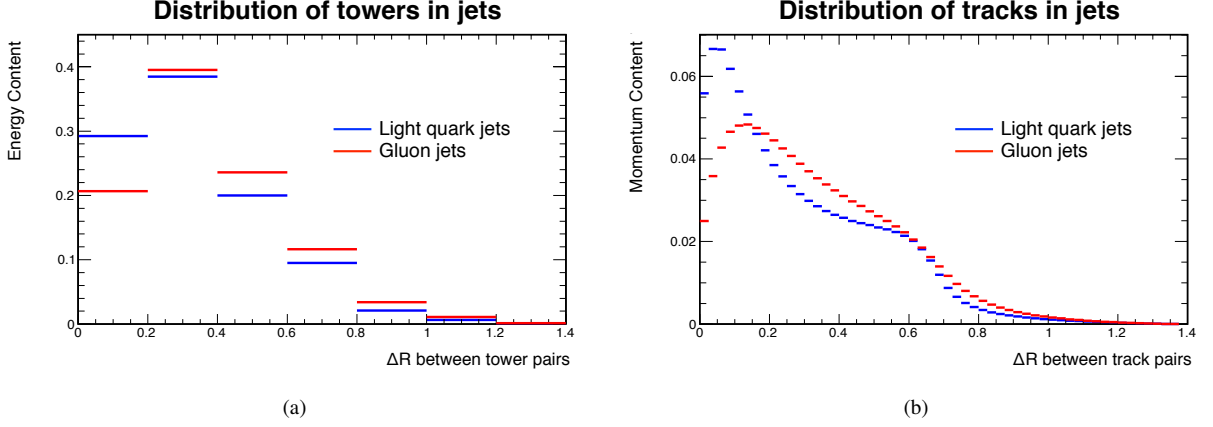 Distribution of towers in jets
Energy Content
0.4
0.3
0.2
0.1
0
Light quark jets
Gluon jets
0 0.2 0.4 0.6 0.8 1 1.2 1.4
ΔR between tower pairs
(a)
Distribution of tracks in jets
Momentum Content
0.06
0.04
0.02
0
Light quark jets
Gluon jets
0 0.2 0.4 0.6 0.8 1 1.2 1.4
ΔR between track pairs
(b)